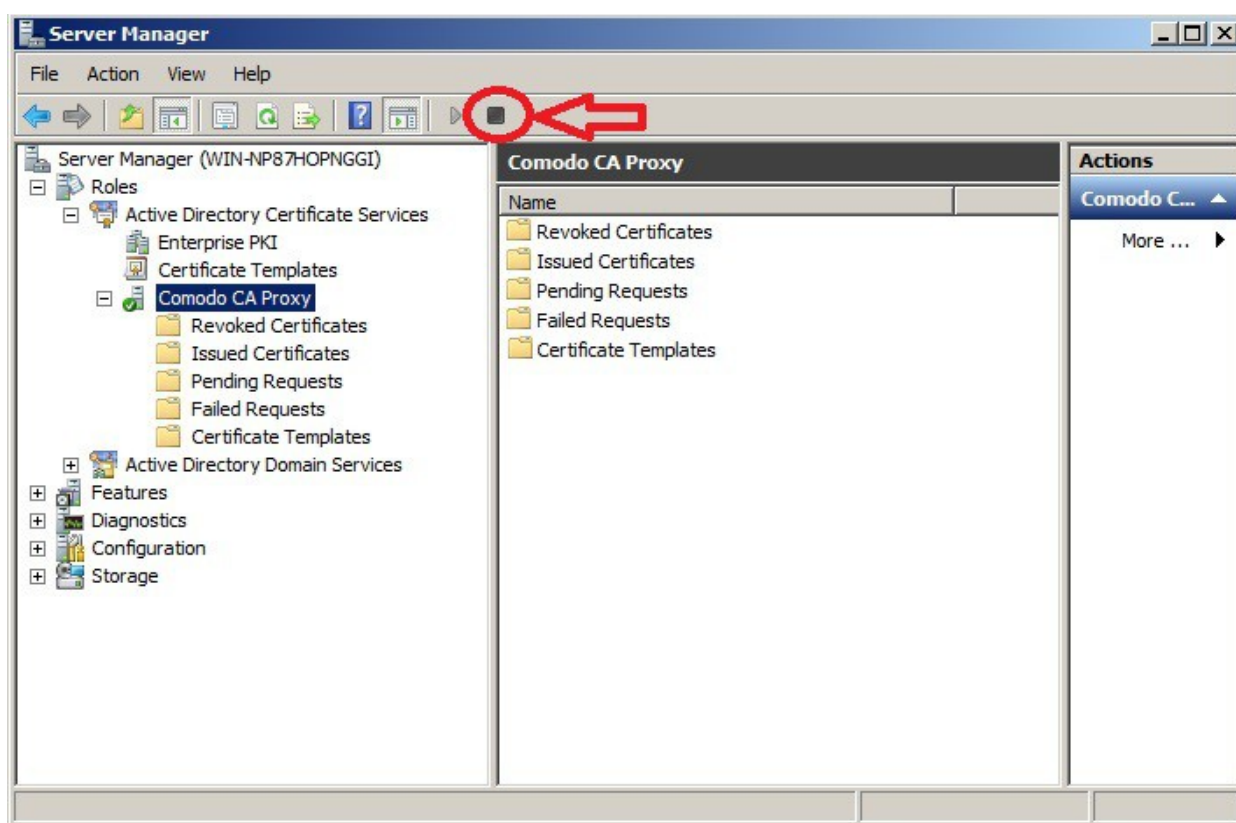 Server Manager
File Action View Help
Server Manager (WIN-NP87HOPNGGI)
Roles
Active Directory Certificate Services
Enterprise PKI
Certificate Templates
Comodo CA Proxy
Revoked Certificates
Issued Certificates
Pending Requests
Failed Requests
Certificate Templates
Active Directory Domain Services
Features
Diagnostics
Configuration
Storage
Comodo CA Proxy
Name
Revoked Certificates
Issued Certificates
Pending Requests
Failed Requests
Certificate Templates
Actions
Comodo C...
More ...